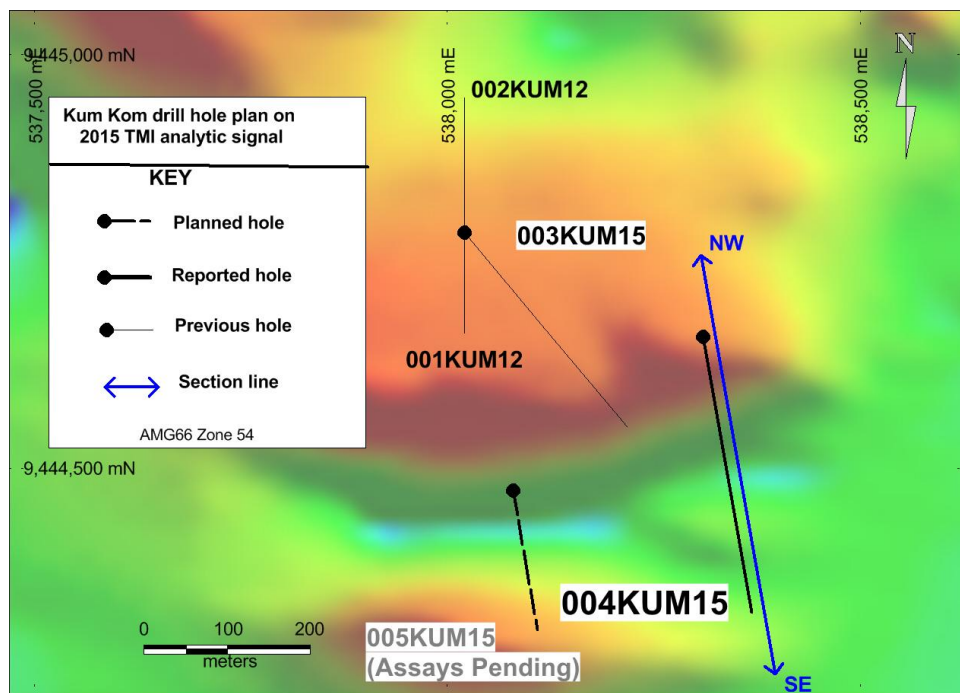 9,445,000 mN
537,500 mE
538,000 mE
538,500 mE
N
002KUM12
Kum Kom drill hole plan on
2015 TMI analytic signal
KEY
Planned hole
Reported hole
Previous hole
Section line
AMG66 Zone 54
003KUM15
NW
001KUM12
9,444,500 mN
004KUM15
0 100 200
meters
005KUM15
(Assays Pending)
SE